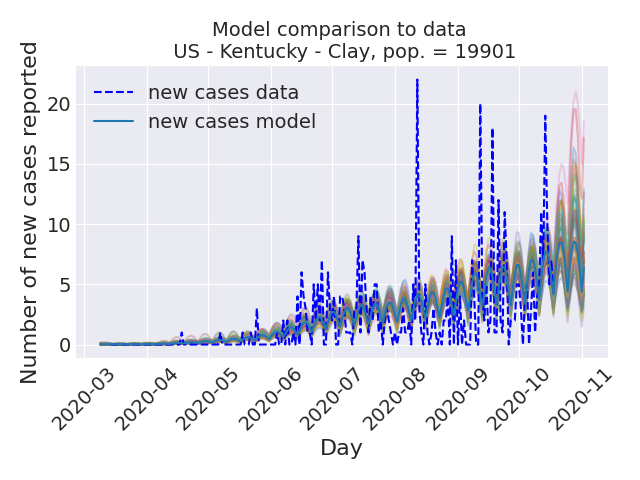 Model comparison to data
US - Kentucky - Clay, pop. = 19901
Number of new cases reported
20
15
10
5
0
new cases data
new cases model
2020-03
2020-04
2020-05
2020-06
2020-07
2020-08
2020-09
2020-10
2020-11
Day